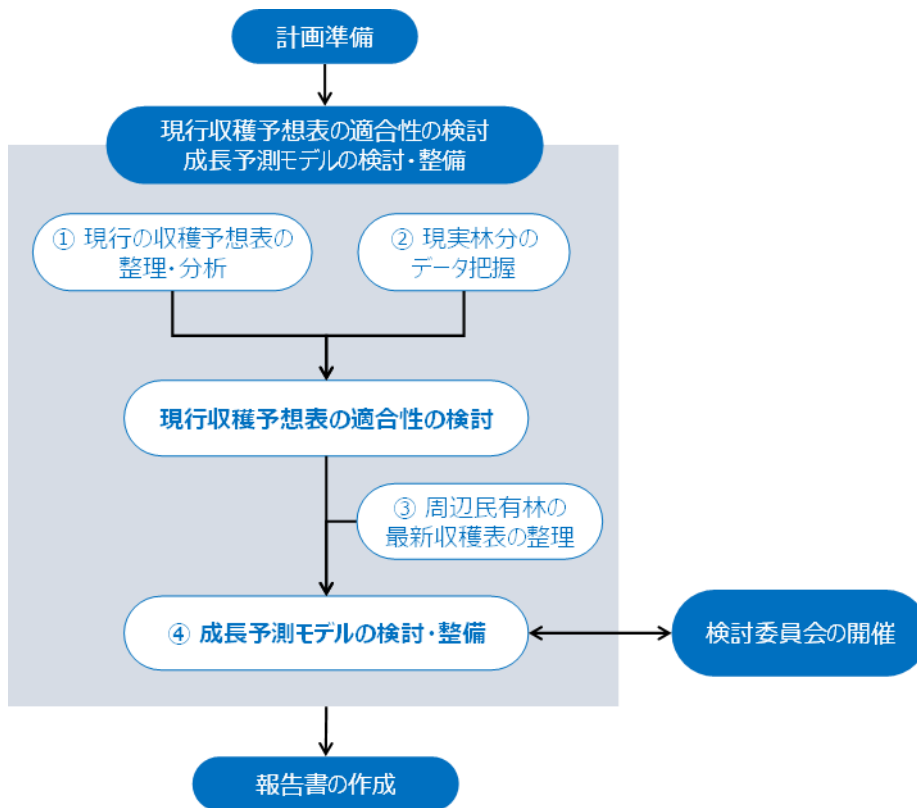 計画準備
現行収穫予想表の適合性の検討
成長予測モデルの検討・整備
① 現行の収穫予想表の
整理・分析
② 現実林分の
データ把握
現行収穫予想表の適合性の検討
③ 周辺民有林の
最新収穫表の整理
④ 成長予測モデルの検討・整備
検討委員会の開催
報告書の作成